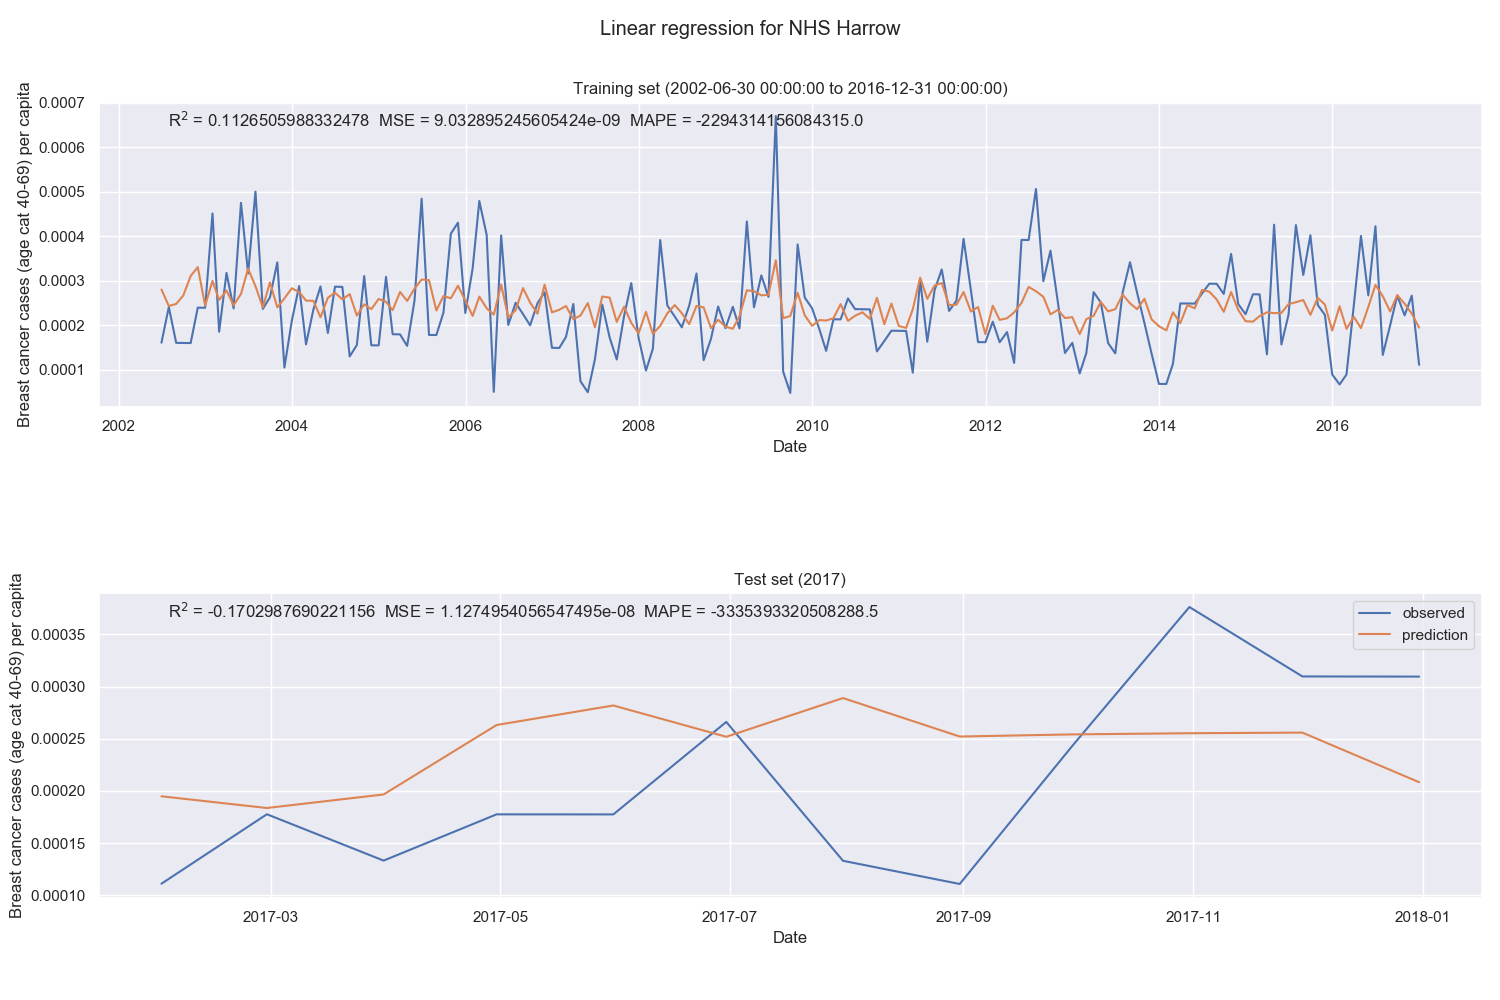 Linear regression for NHS Harrow
Training set (2002-06-30 00:00:00 to 2016-12-31 00:00:00)
R² = 0.1126505988332478 MSE = 9.032895245605424e-09 MAPE = -2294314156084315.0
Breast cancer cases (age cat 40-69) per capita
0.0007
0.0006
0.0005
0.0004
0.0003
0.0002
0.0001
2002 2004 2006 2008 2010 2012 2014 2016
Date
Test set (2017)
R² = -0.1702987690221156 MSE = 1.1274954056547495e-08 MAPE = -3335393320508288.5
observed
prediction
Breast cancer cases (age cat 40-69) per capita
0.00035
0.00030
0.00025
0.00020
0.00015
0.00010
2017-03 2017-05 2017-07 2017-09 2017-11 2018-01
Date